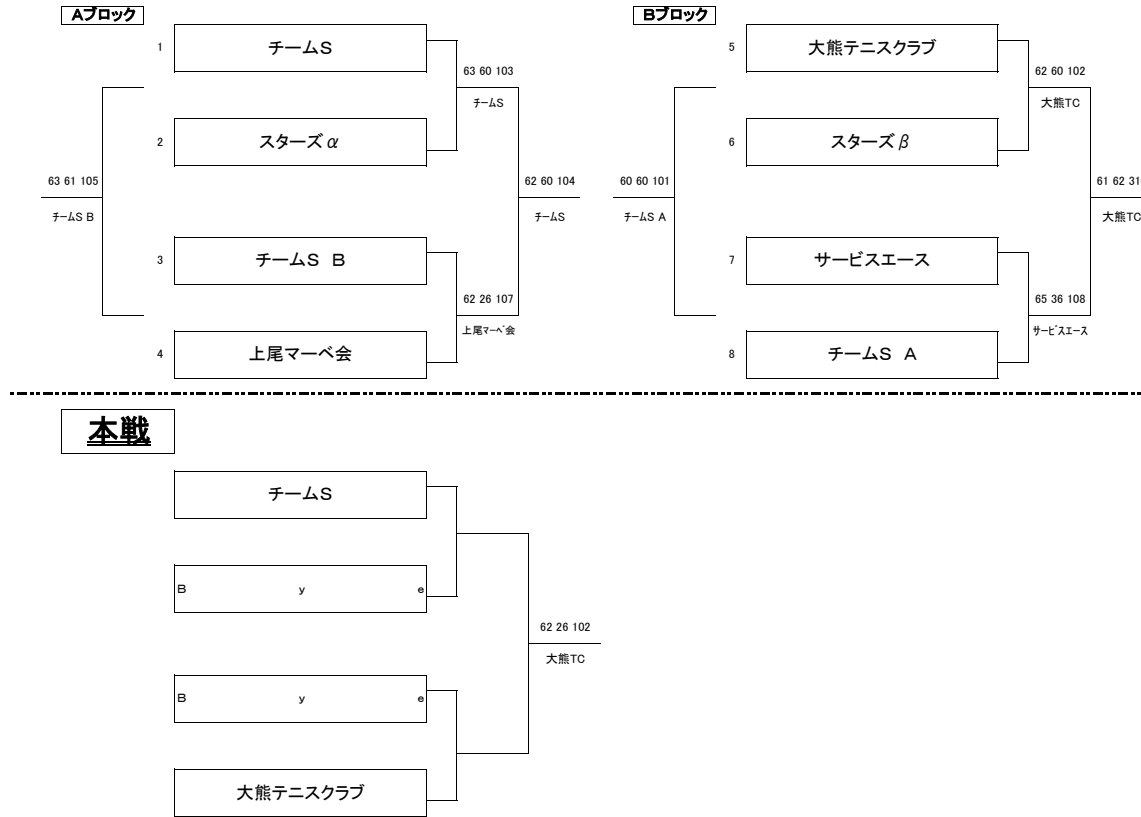 Aブロック
1
チームS
63 60 103
チームS
2
スターズα
63 61 105
チームS B
62 60 104
チームS
3
チームS B
62 26 107
上尾マーベ会
4
上尾マーベ会
Bブロック
5
大熊テニスクラブ
62 60 102
大熊TC
6
スターズβ
60 60 101
チームS A
61 62 31
大熊TC
7
サービスエース
65 36 108
サービスエース
8
チームS A
本戦
チームS
B y e
62 26 102
大熊TC
B y e
大熊テニスクラブ